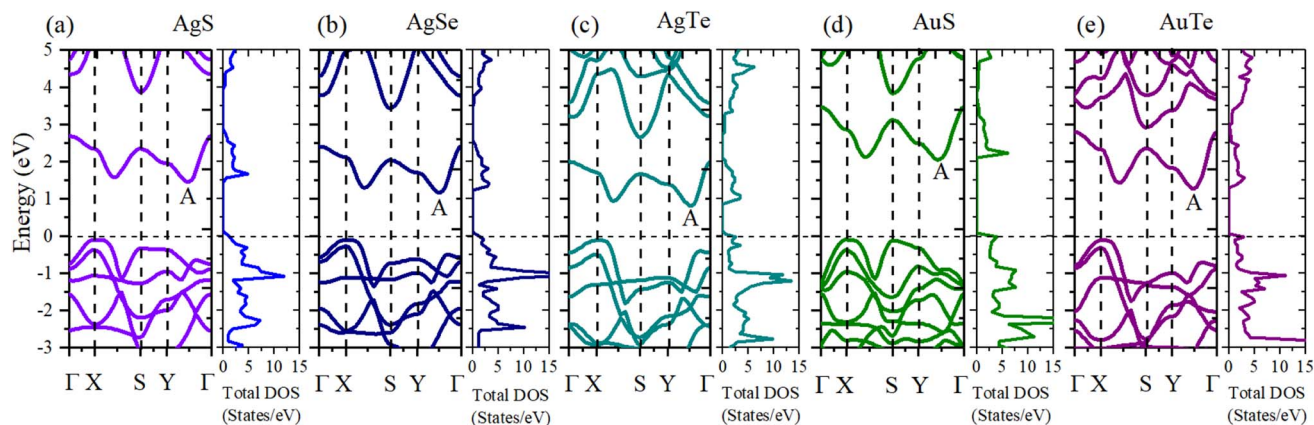 (a) AgS (b) AgSe (c) AgTe (d) AuS (e) AuTe
Energy (eV)
5
4
3
2
1
0
-1
-2
-3
A A A A A
Γ X S Y Γ Γ X S Y Γ Γ X S Y Γ Γ X S Y Γ Γ X S Y Γ
0 5 10 15 0 5 10 15 0 5 10 15 0 5 10 15 0 5 10 15
Total DOS Total DOS Total DOS Total DOS Total DOS
(States/eV) (States/eV) (States/eV) (States/eV) (States/eV)